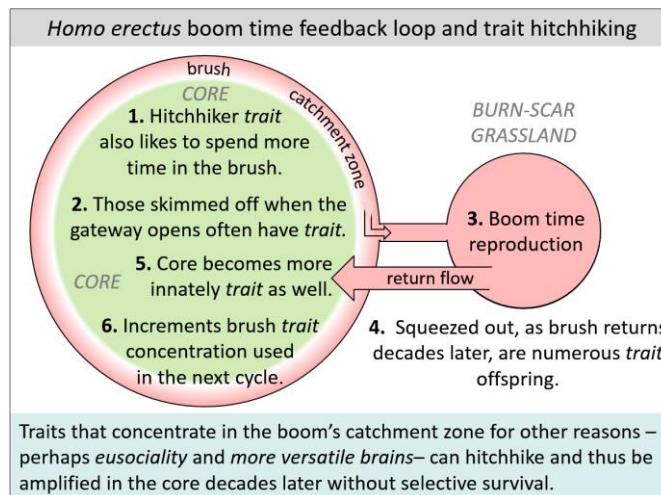 Homo erectus boom time feedback loop and trait hitchhiking
brush
CORE
catchment zone
1. Hitchhiker trait
also likes to spend more
time in the brush.
2. Those skimmed off when the
gateway opens often have trait.
CORE
5. Core becomes more
innately trait as well.
6. Increments brush trait
concentration used
in the next cycle.
BURN-SCAR
GRASSLAND
3. Boom time
reproduction
return flow
4. Squeezed out, as brush returns
decades later, are numerous trait
offspring.
Traits that concentrate in the boom's catchment zone for other reasons –
perhaps eusociality and more versatile brains– can hitchhike and thus be
amplified in the core decades later without selective survival.